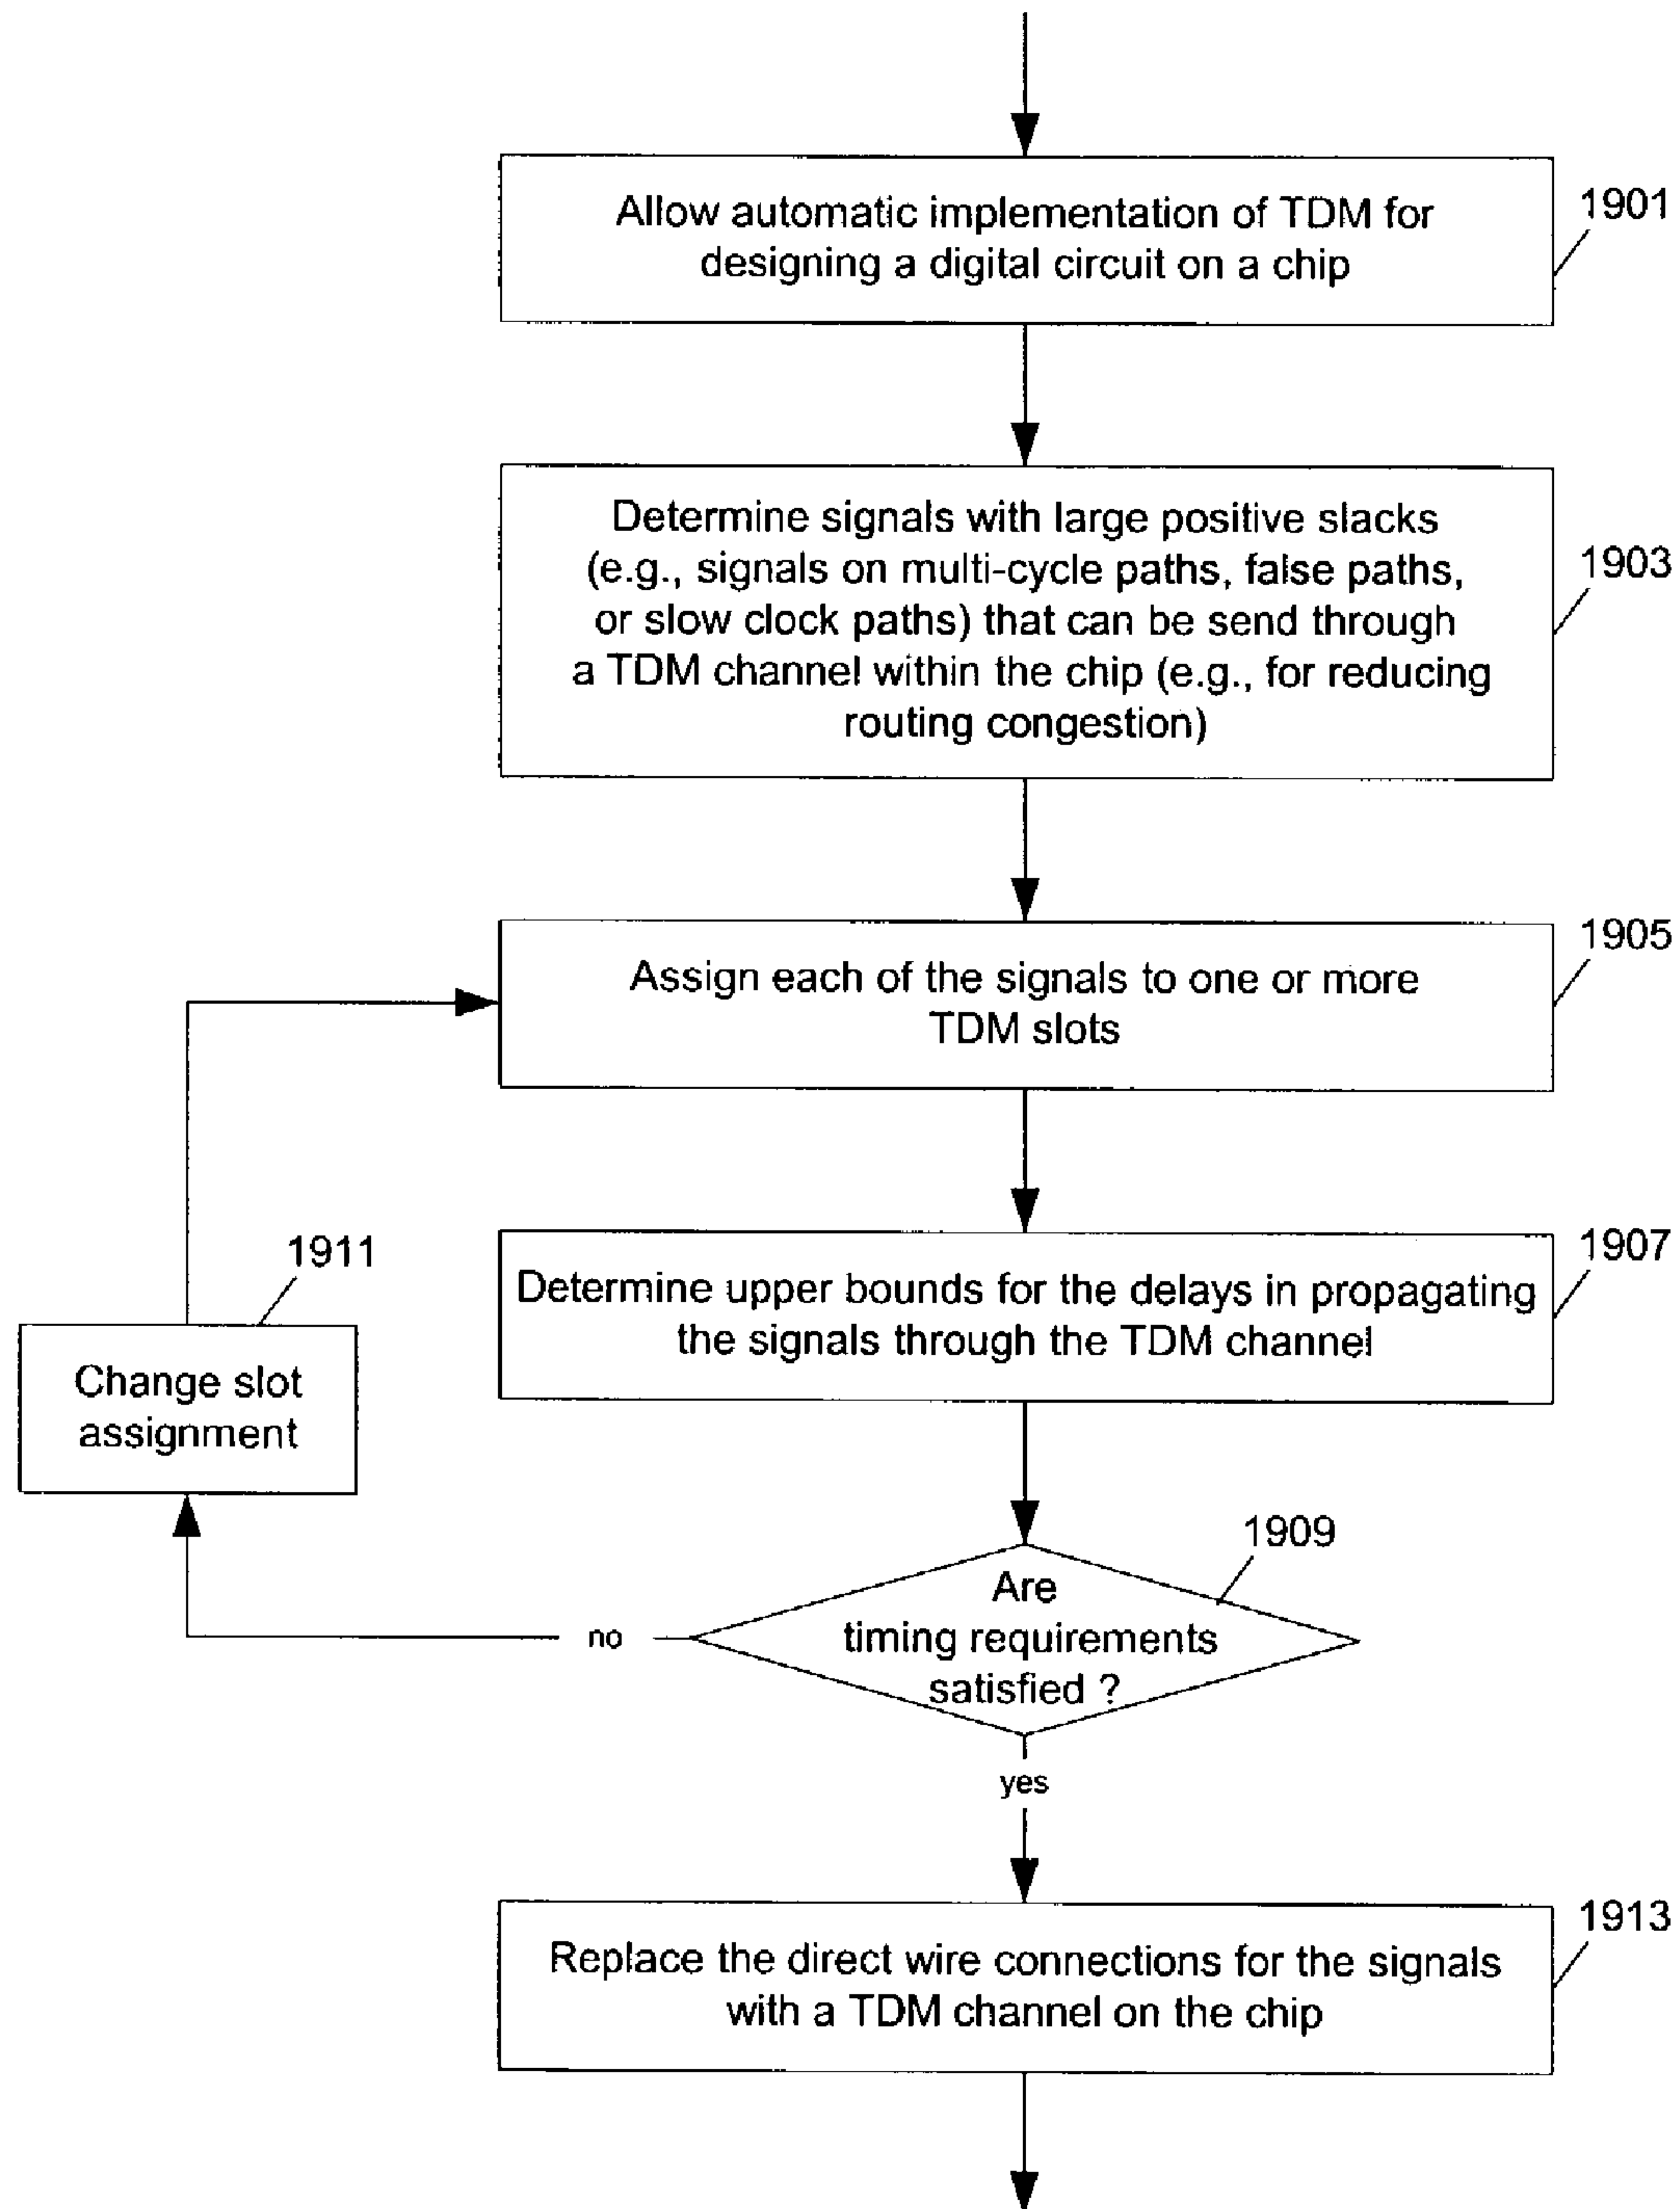 Allow automatic implementation of TDM for
designing a digital circuit on a chip
1901
Determine signals with large positive slacks
(e.g., signals on multi-cycle paths, false paths,
or slow clock paths) that can be send through
a TDM channel within the chip (e.g., for reducing
routing congestion)
1903
Assign each of the signals to one or more
TDM slots
1905
Determine upper bounds for the delays in propagating
the signals through the TDM channel
1907
1911
Change slot
assignment
1909
Are
timing requirements
satisfied ?
no
yes
Replace the direct wire connections for the signals
with a TDM channel on the chip
1913